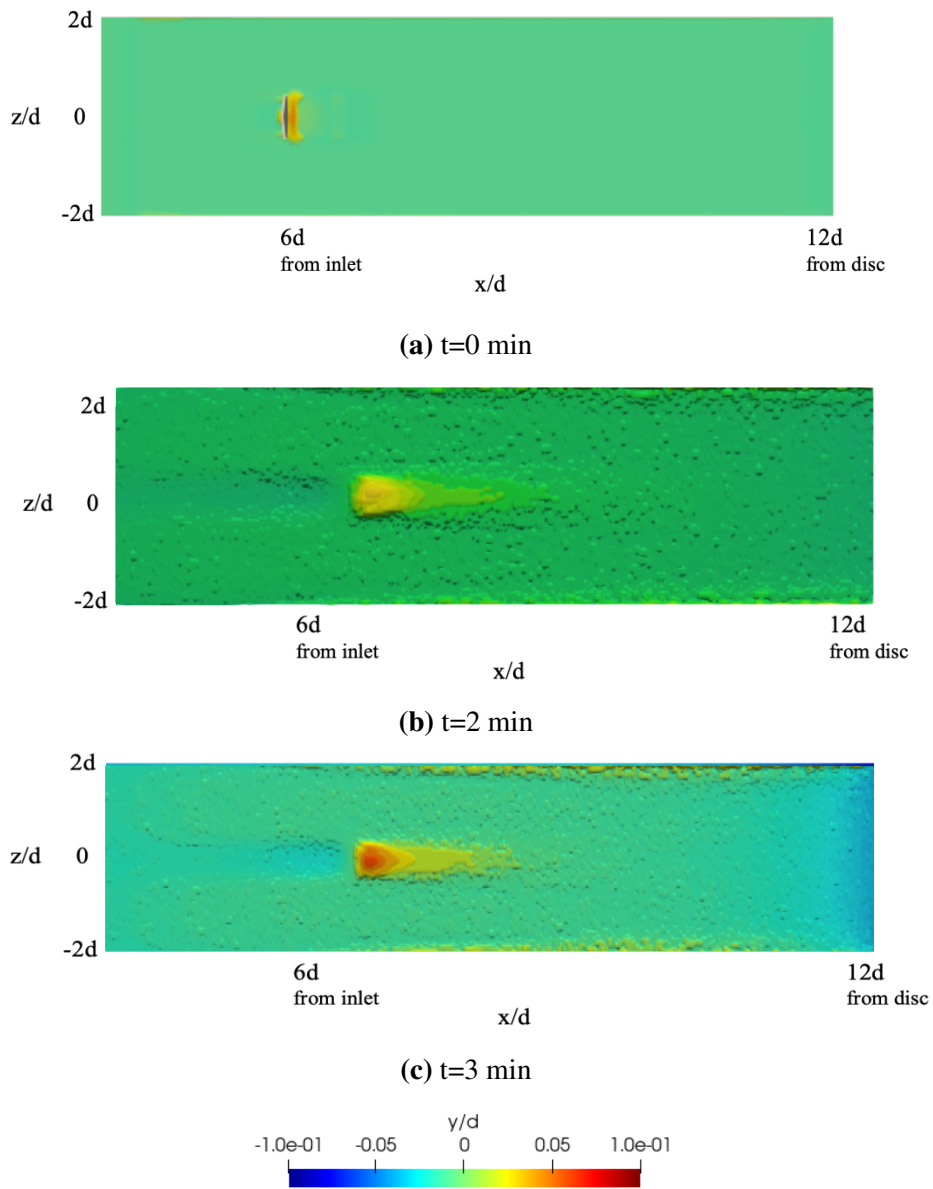 2d
z/d 0
-2d
6d 12d
from inlet from disc
x/d
(a) t=0 min
2d
z/d 0
-2d
6d 12d
from inlet from disc
x/d
(b) t=2 min
2d
z/d 0
-2d
6d 12d
from inlet from disc
x/d
(c) t=3 min
y/d
-1.0e-01 -0.05 0 0.05 1.0e-01